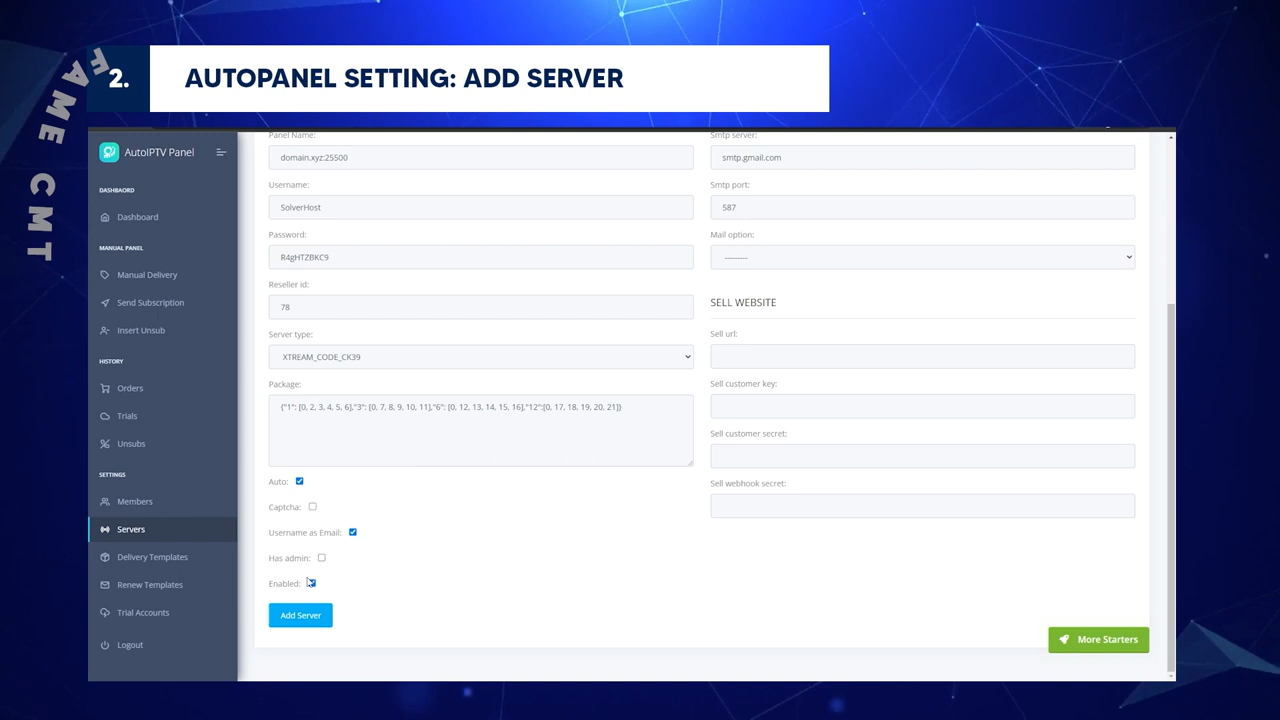 FAME CMT
2.
AUTOPANEL SETTING: ADD SERVER
AutoIPTV Panel
DASHBAORD
Dashboard
MANUAL PANEL
Manual Delivery
Send Subscription
Insert Unsub
HISTORY
Orders
Trials
Unsubs
SETTINGS
Members
Servers
Delivery Templates
Renew Templates
Trial Accounts
Logout
Panel Name:
domain.xyz:25500
Username:
SolverHost
Password:
R4gHTZBKC9
Reseller id:
78
Server type:
XTREAM_CODE_CK39
Package:
{"1": [0, 2, 3, 4, 5, 6],"3": [0, 7, 8, 9, 10, 11],"6": [0, 12, 13, 14, 15, 16],"12":[0, 17, 18, 19, 20, 21]}
Auto:
Captcha:
Username as Email:
Has admin:
Enabled:
Add Server
Smtp server:
smtp.gmail.com
Smtp port:
587
Mail option:
---------
SELL WEBSITE
Sell url:
Sell customer key:
Sell customer secret:
Sell webhook secret:
More Starters